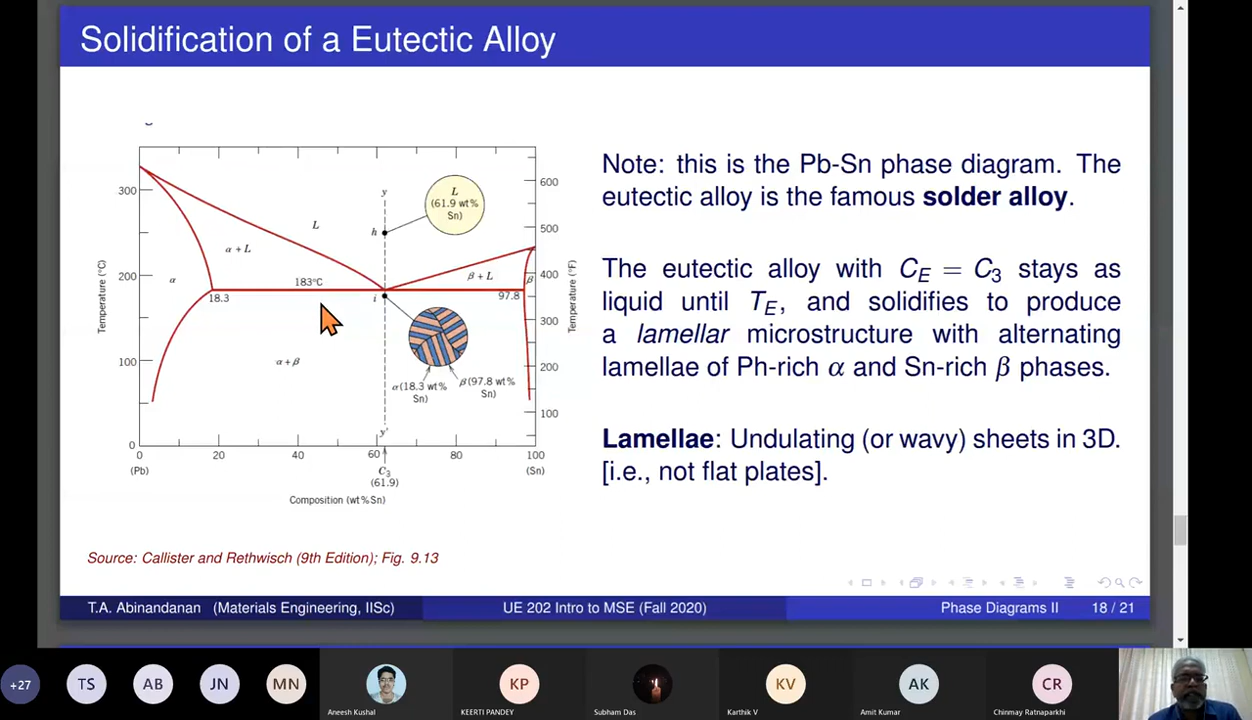 Solidification of a Eutectic Alloy
300
200
100
0
Temperature (°C)
600
500
400
300
200
100
Temperature (°F)
L
α + L
α
183°C
18.3
y
h
L
(61.9 wt%
Sn)
β + L
β
97.8
i
α + β
α(18.3 wt%
Sn)
β(97.8 wt%
Sn)
y'
0
20
40
60
80
100
(Pb)
C3
(Sn)
(61.9)
Composition (wt% Sn)
Note: this is the Pb-Sn phase diagram. The
eutectic alloy is the famous solder alloy.
The eutectic alloy with CE = C3 stays as
liquid until TE, and solidifies to produce
a lamellar microstructure with alternating
lamellae of Ph-rich α and Sn-rich β phases.
Lamellae: Undulating (or wavy) sheets in 3D.
[i.e., not flat plates].
Source: Callister and Rethwisch (9th Edition); Fig. 9.13
T.A. Abinandanan (Materials Engineering, IISc)
UE 202 Intro to MSE (Fall 2020)
Phase Diagrams II
18 / 21
+27
TS
AB
JN
MN
Aneesh Kushal
KP
KEERTI PANDEY
Subham Das
KV
Karthik V
AK
Amit Kumar
CR
Chinmay Ratnaparkhi